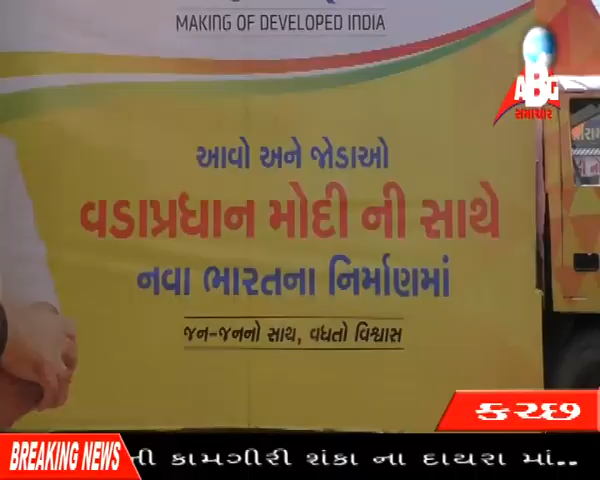 MAKING OF DEVELOPED INDIA
ABG
સમાચાર
આવો અને જોડાઓ
વડાપ્રધાન મોદી ની સાથે
નવા ભારતના નિર્માણમાં
જન-જનનો સાથ, વધતો વિશ્વાસ
કચ્છ
BREAKING NEWS
ની કામગીરી શંકા ના દાયરા માં..